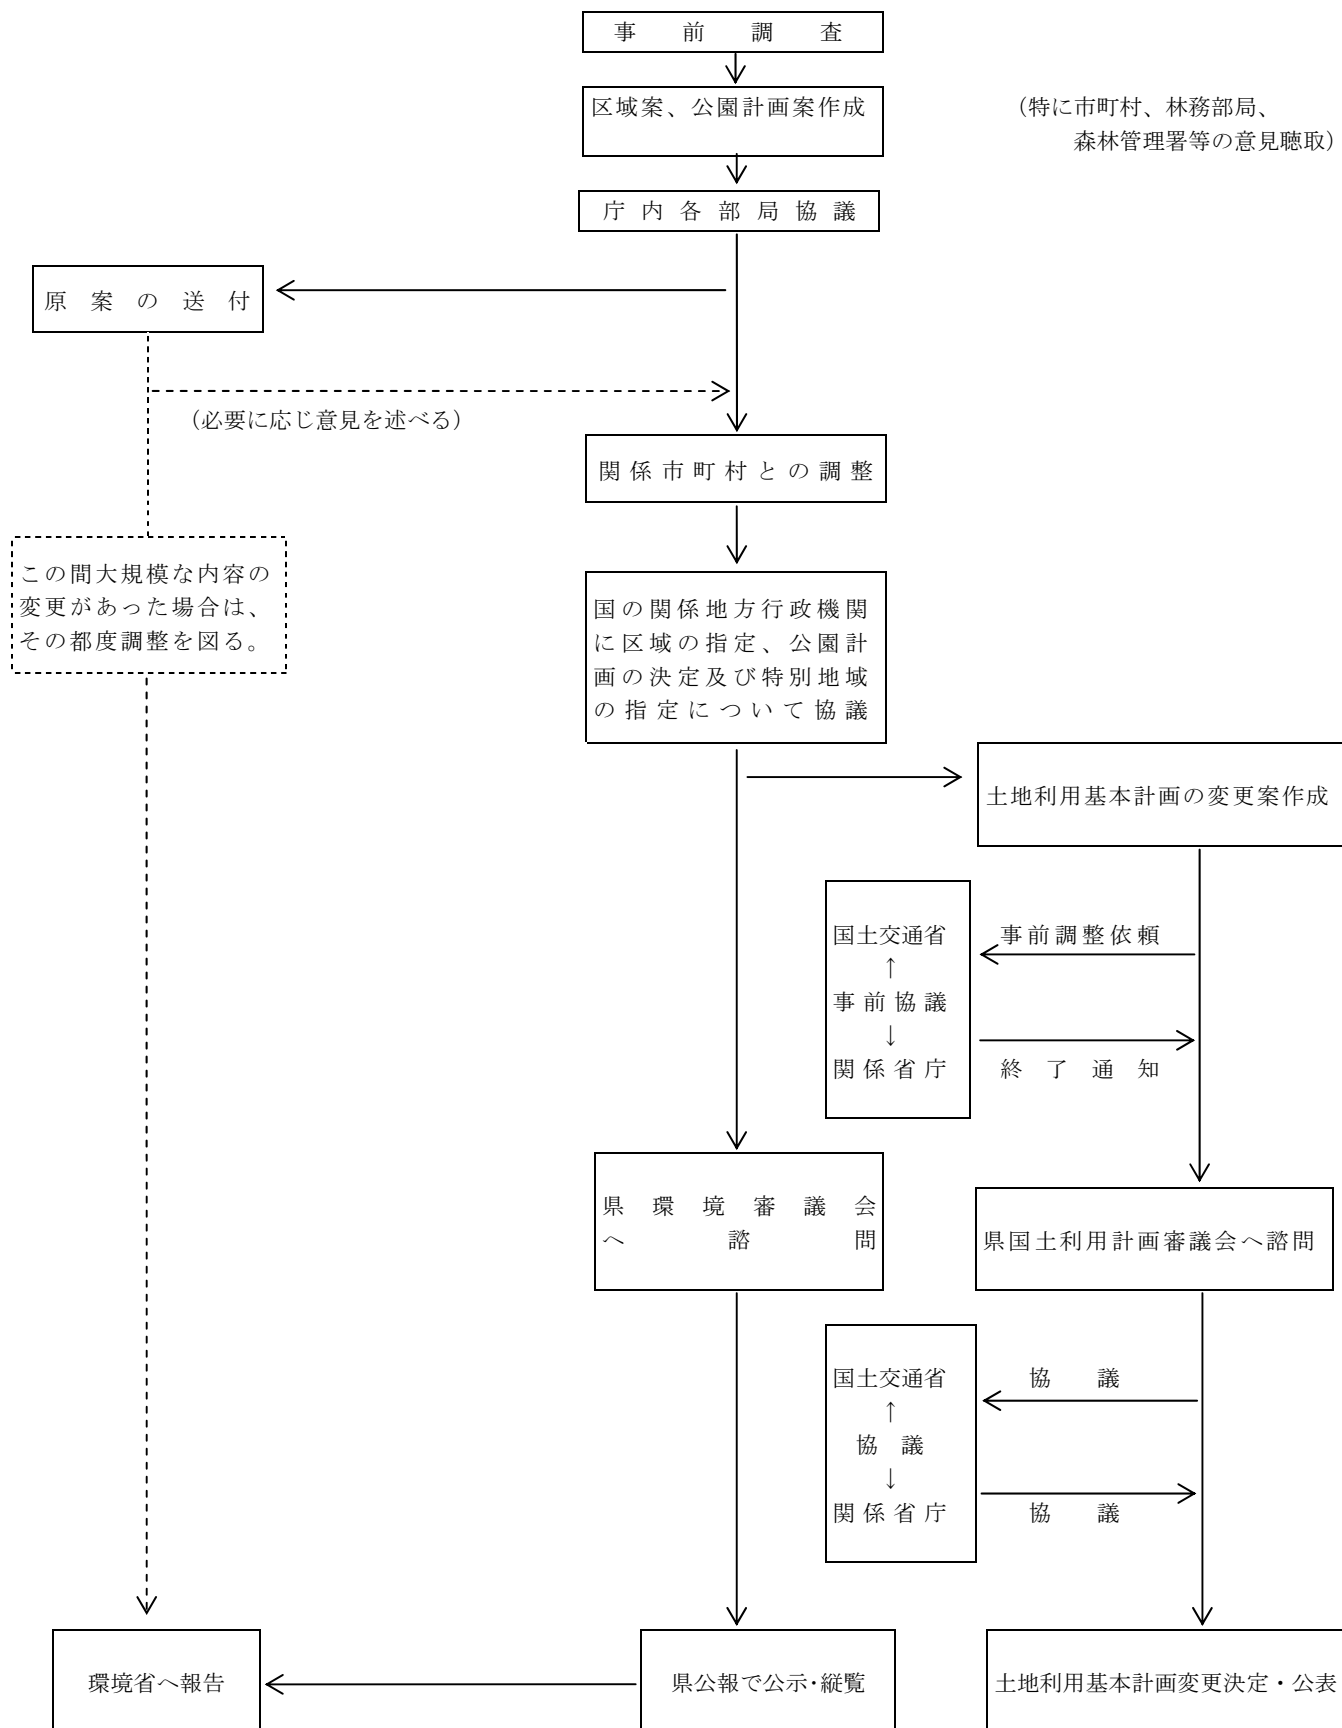 事前調査
区域案、公園計画案作成
（特に市町村、林務部局、
森林管理署等の意見聴取）
庁内各部局協議
原案の送付
（必要に応じ意見を述べる）
関係市町村との調整
この間大規模な内容の
変更があった場合は、
その都度調整を図る。
国の関係地方行政機関
に区域の指定、公園計
画の決定及び特別地域
の指定について協議
土地利用基本計画の変更案作成
国土交通省
↑
事前協議
↓
関係省庁
事前調整依頼
終了通知
県環境審議会
へ諮問
県国土利用計画審議会へ諮問
国土交通省
↑
協議
↓
関係省庁
協議
協議
環境省へ報告
県公報で公示・縦覧
土地利用基本計画変更決定・公表